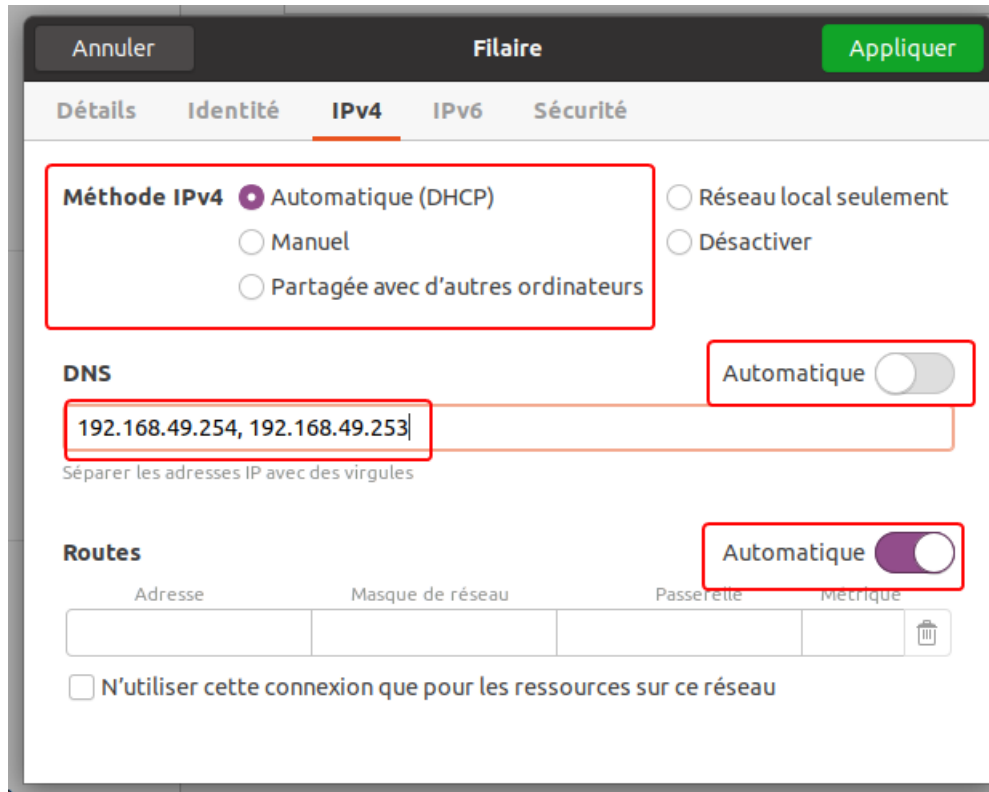 Annuler Filaire Appliquer
Détails Identité IPv4 IPv6 Sécurité
Méthode IPv4 Automatique (DHCP) Réseau local seulement
Manuel Désactiver
Partagée avec d'autres ordinateurs
DNS Automatique
192.168.49.254, 192.168.49.253
Séparer les adresses IP avec des virgules
Routes Automatique
Adresse Masque de réseau Passerelle Métrique
N'utiliser cette connexion que pour les ressources sur ce réseau